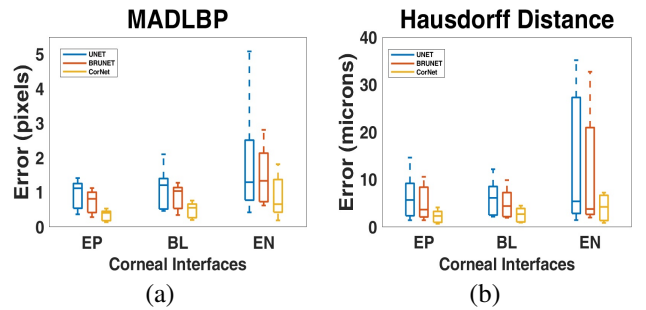 MADLBP
Error (pixels)
5
4
3
2
1
0
UNET
BRUNET
CorNet
EP BL EN
Corneal Interfaces
(a)
Hausdorff Distance
Error (microns)
40
30
20
10
0
UNET
BRUNET
CorNet
EP BL EN
Corneal Interfaces
(b)